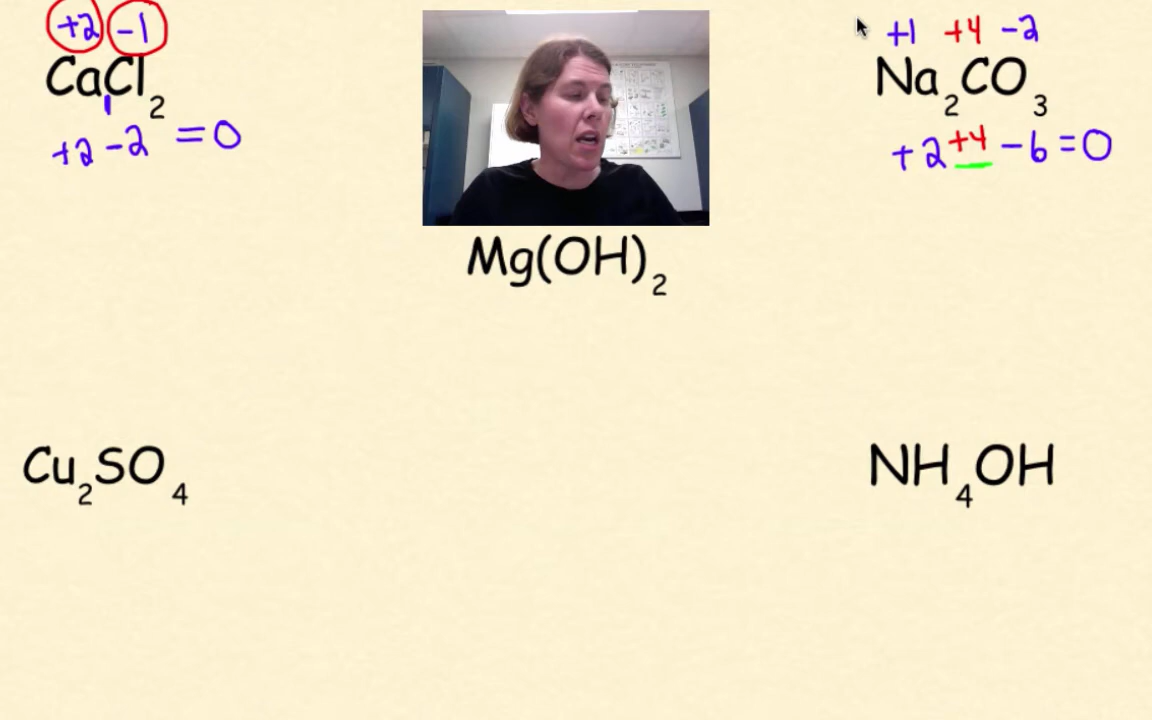 +2 -1
CaCl2
+2 -2 = 0
+1 +4 -2
Na2CO3
+2 +4 -6 = 0
Mg(OH)2
Cu2SO4
NH4OH